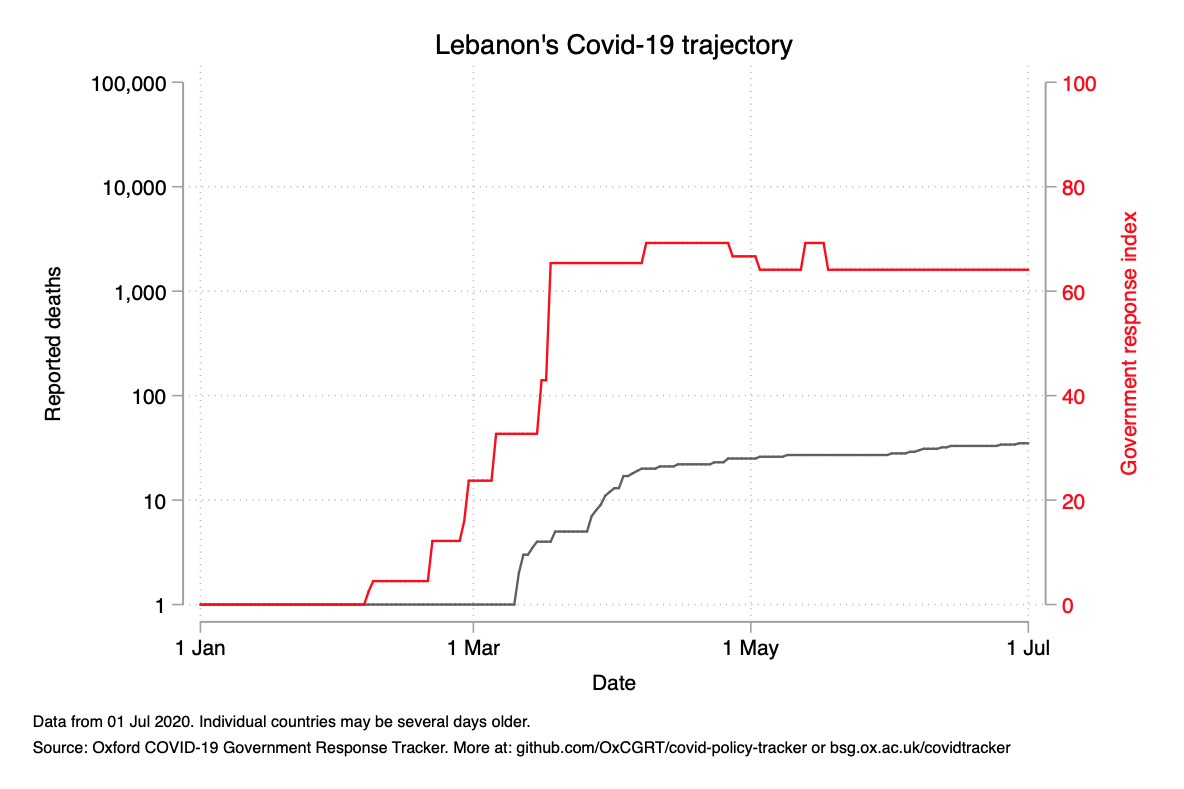 Lebanon's Covid-19 trajectory
100,000
10,000
1,000
100
10
1
Reported deaths
100
80
60
40
20
0
Government response index
1 Jan
1 Mar
1 May
1 Jul
Date
Data from 01 Jul 2020. Individual countries may be several days older.
Source: Oxford COVID-19 Government Response Tracker. More at: github.com/OxCGRT/covid-policy-tracker or bsg.ox.ac.uk/covidtracker